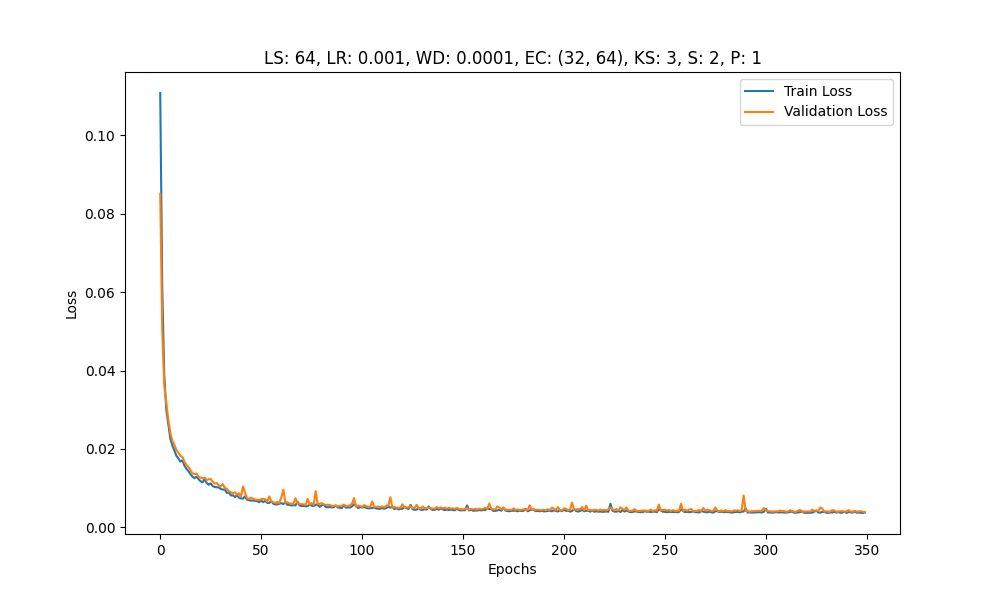 LS: 64, LR: 0.001, WD: 0.0001, EC: (32, 64), KS: 3, S: 2, P: 1
Train Loss
Validation Loss
0.10
0.08
0.06
0.04
0.02
0.00
Loss
0 50 100 150 200 250 300 350
Epochs